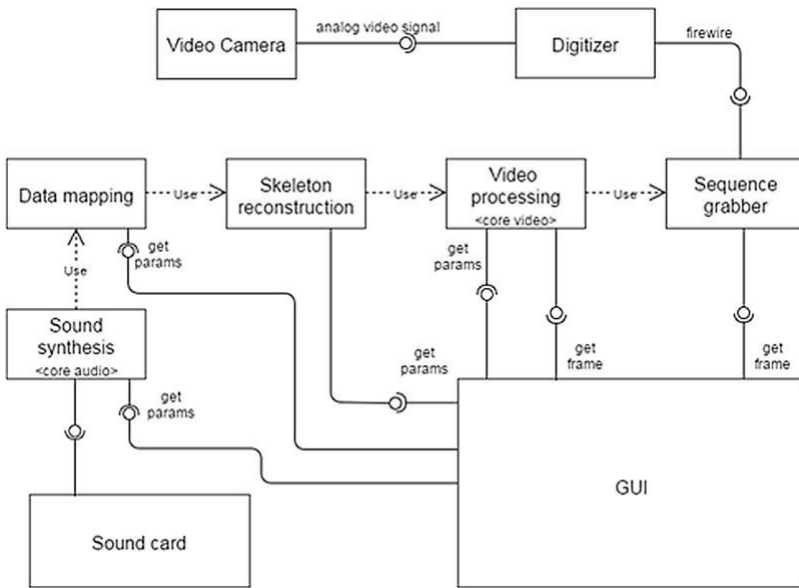 analog video signal
Video Camera
Digitizer
firewire
Data mapping
Use
Skeleton
reconstruction
Use
Video
processing
<core video>
Use
Sequence
grabber
get
params
get
params
Use
Sound
synthesis
<core audio>
get
params
get
frame
get
frame
get
params
GUI
Sound card